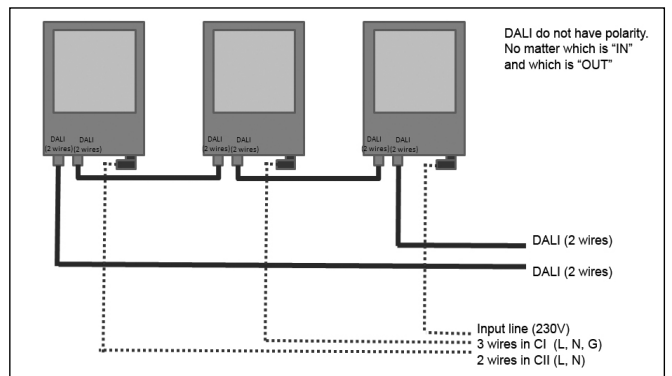 DALI do not have polarity.
No matter which is “IN”
and which is “OUT”
DALI DALI
(2 wires)(2 wires)
DALI DALI
(2 wires)(2 wires)
DALI DALI
(2 wires)(2 wires)
DALI (2 wires)
DALI (2 wires)
Input line (230V)
3 wires in CI (L, N, G)
2 wires in CII (L, N)